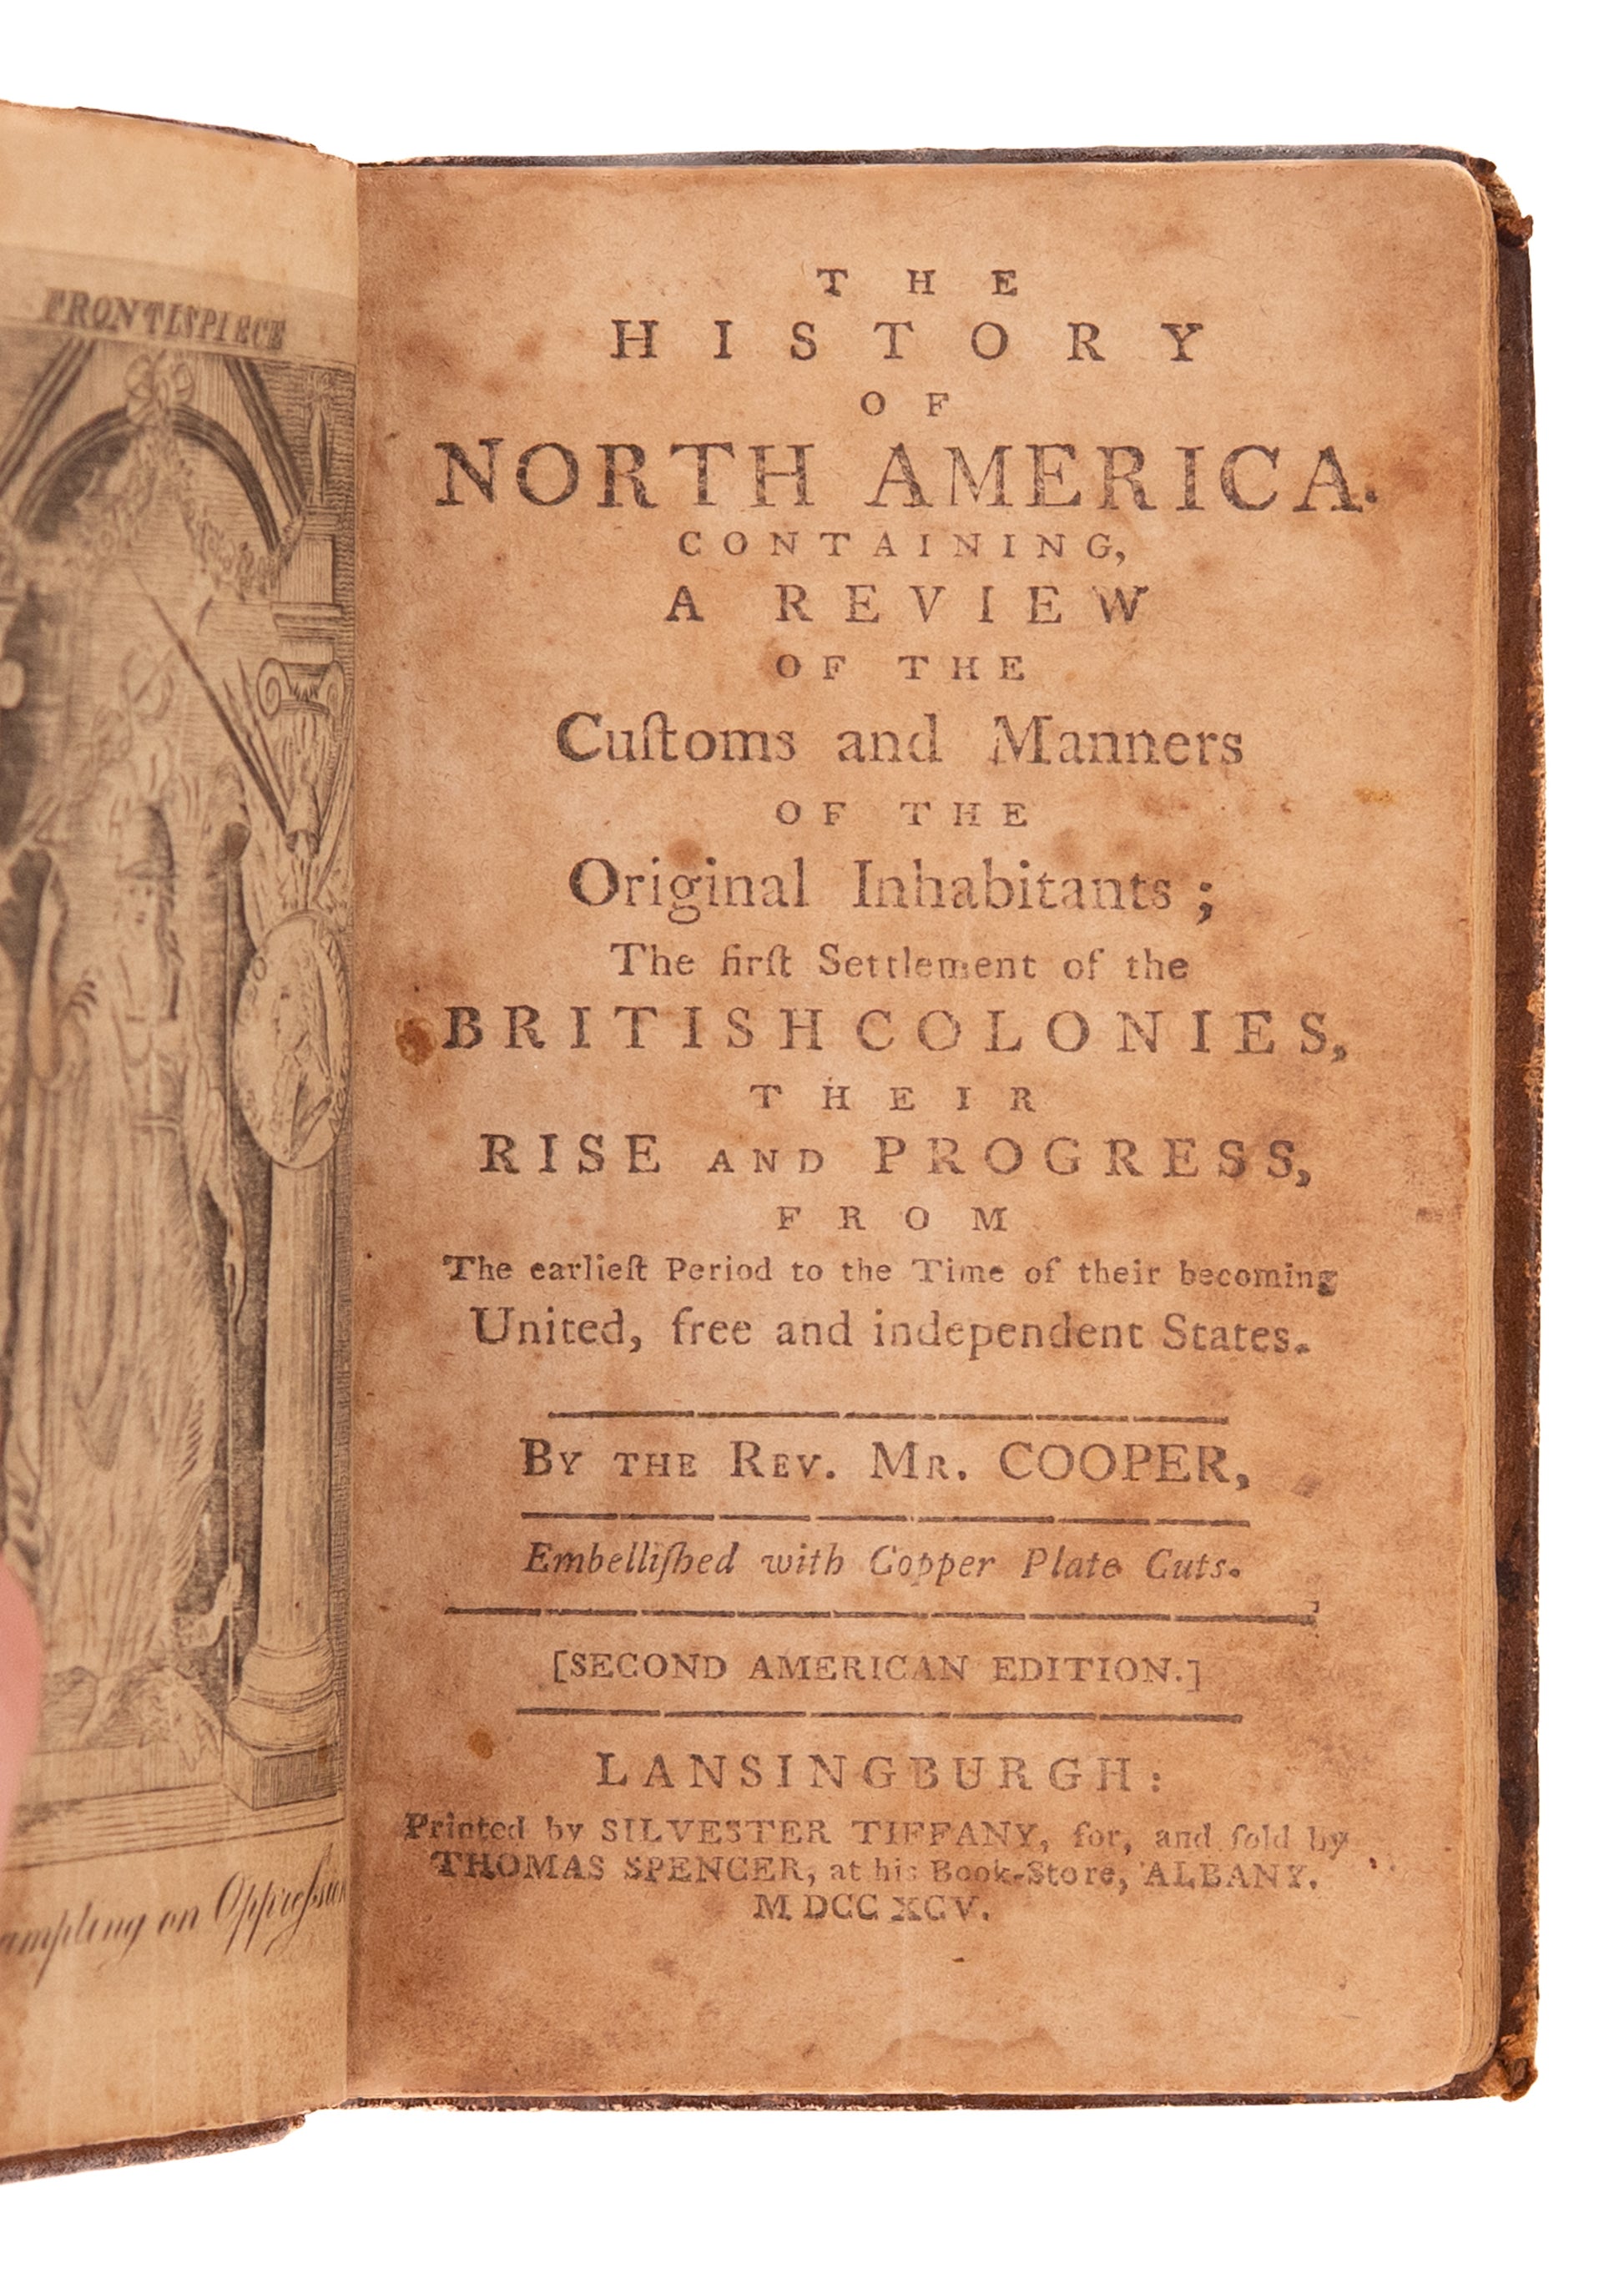 FRONTISPIECE
on Oppression
THE
HISTORY
OF
NORTH AMERICA.
CONTAINING,
A REVIEW
OF THE
Cuſtoms and Manners
OF THE
Original Inhabitants ;
The firſt Settlement of the
BRITISH COLONIES,
THEIR
RISE AND PROGRESS,
FROM
The earlieſt Period to the Time of their becoming
United, free and independent States.
BY THE REV. MR. COOPER,
Embelliſhed with Copper Plate Cuts.
[SECOND AMERICAN EDITION.]
LANSINGBURGH:
Printed by SILVESTER TIFFANY, for, and ſold by
THOMAS SPENCER, at his Book-Store, ALBANY.
M DCC XCV.